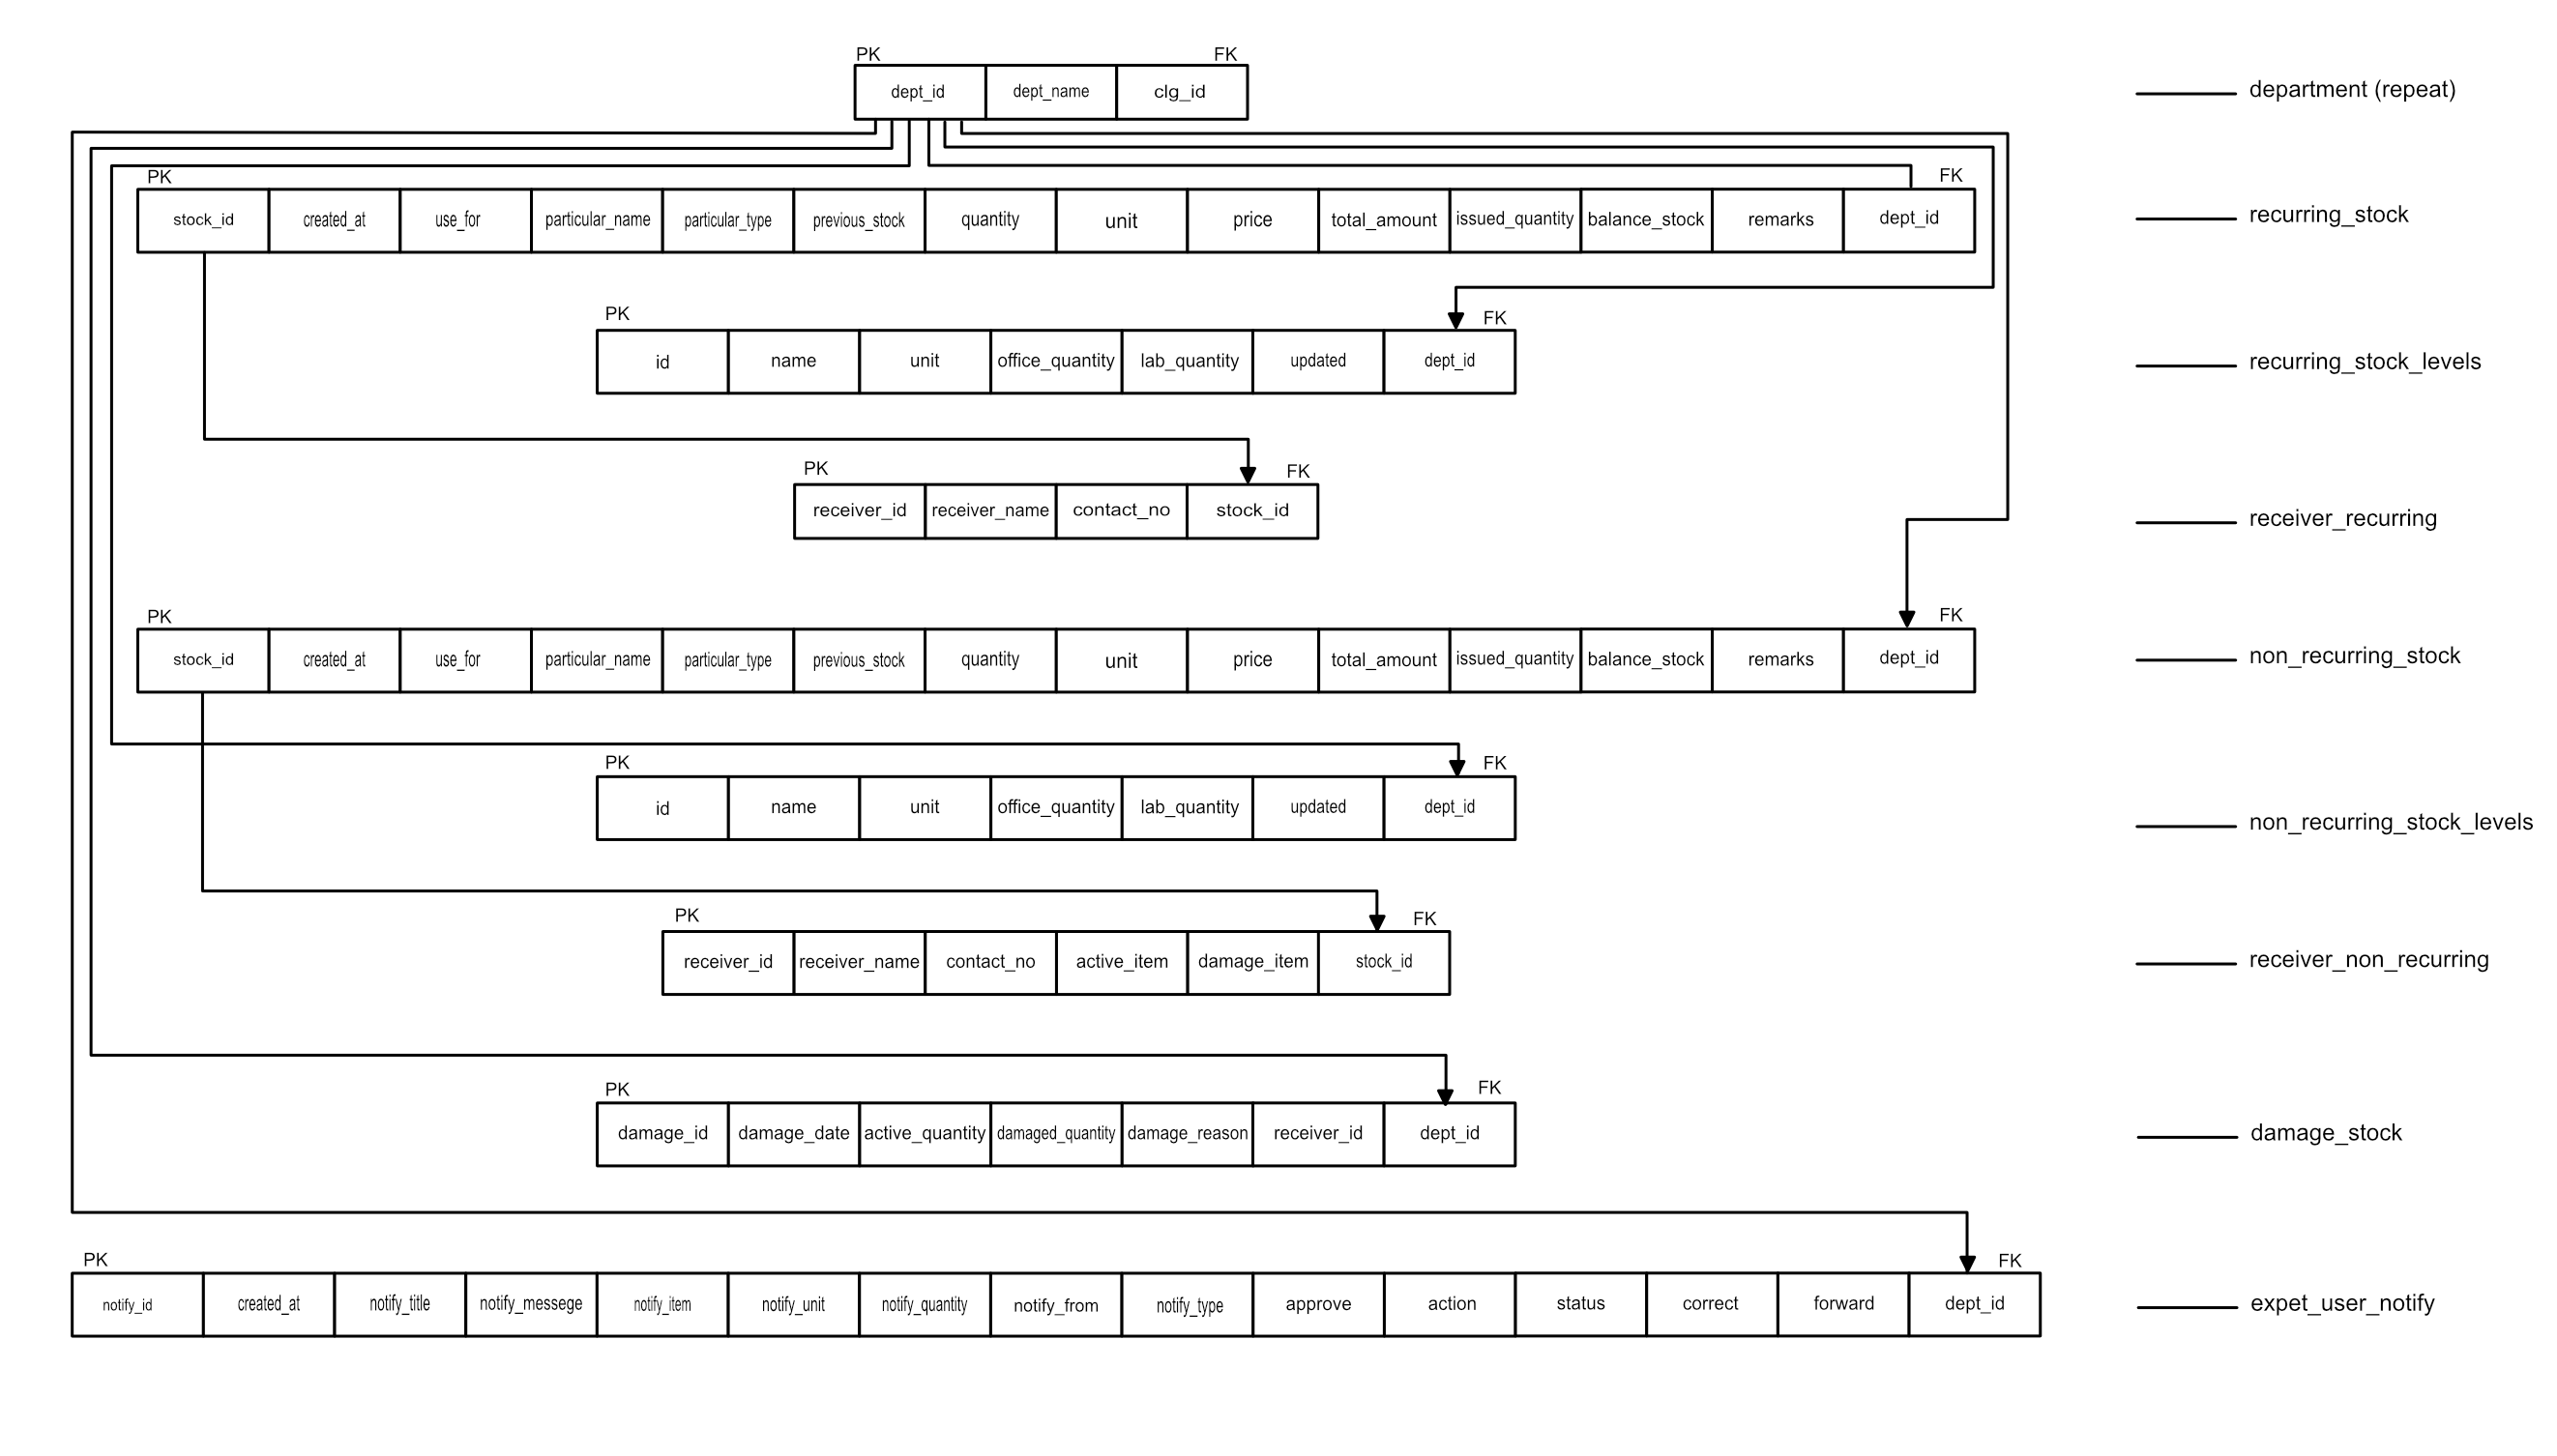 PK FK
dept_id dept_name clg_id department (repeat)
PK FK
stock_id created_at use_for particular_name particular_type previous_stock quantity unit price total_amount issued_quantity balance_stock remarks dept_id recurring_stock
PK FK
id name unit office_quantity lab_quantity updated dept_id recurring_stock_levels
PK FK
receiver_id receiver_name contact_no stock_id receiver_recurring
PK FK
stock_id created_at use_for particular_name particular_type previous_stock quantity unit price total_amount issued_quantity balance_stock remarks dept_id non_recurring_stock
PK FK
id name unit office_quantity lab_quantity updated dept_id non_recurring_stock_levels
PK FK
receiver_id receiver_name contact_no active_item damage_item stock_id receiver_non_recurring
PK FK
damage_id damage_date active_quantity damaged_quantity damage_reason receiver_id dept_id damage_stock
PK FK
notify_id created_at notify_title notify_messege notify_item notify_unit notify_quantity notify_from notify_type approve action status correct forward dept_id expet_user_notify